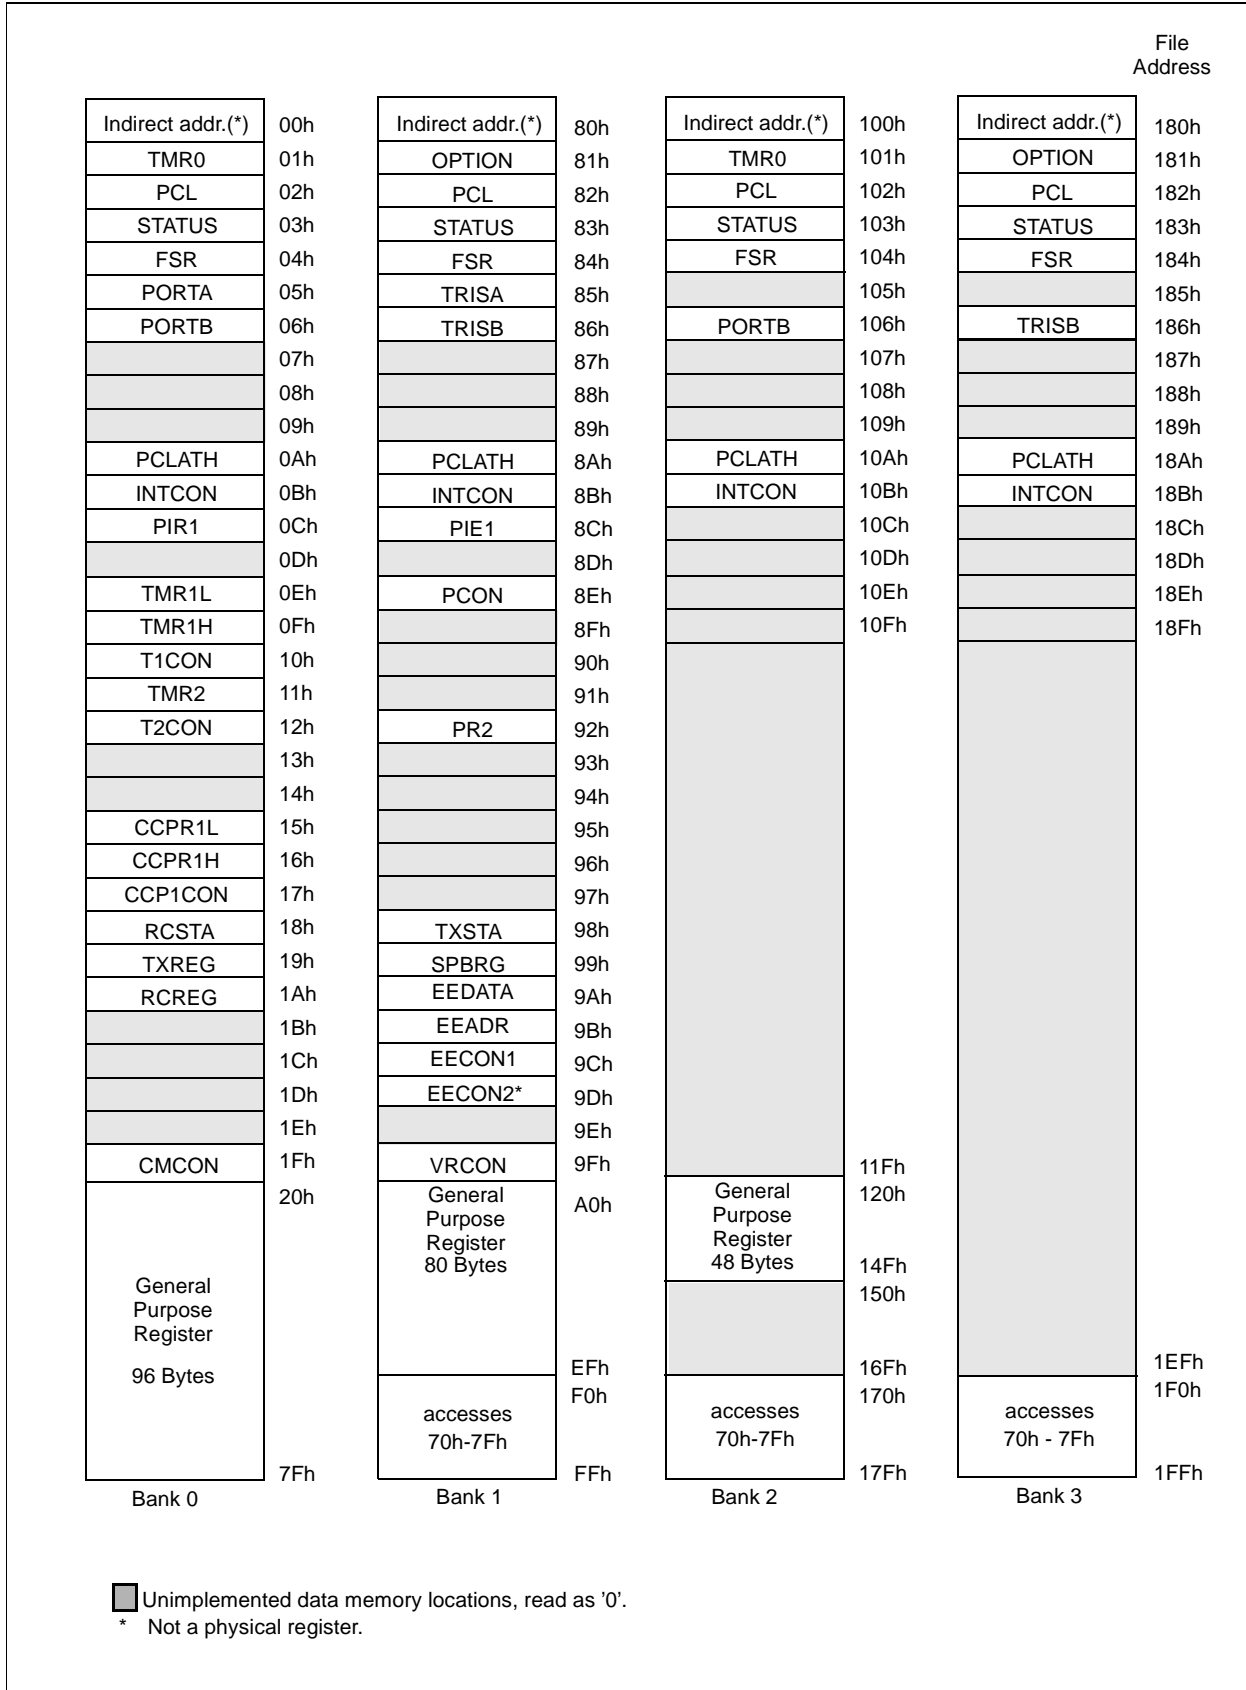 File
Address
Indirect addr.(*) 00h Indirect addr.(*) 80h Indirect addr.(*) 100h Indirect addr.(*) 180h
TMR0 01h OPTION 81h TMR0 101h OPTION 181h
PCL 02h PCL 82h PCL 102h PCL 182h
STATUS 03h STATUS 83h STATUS 103h STATUS 183h
FSR 04h FSR 84h FSR 104h FSR 184h
PORTA 05h TRISA 85h 105h 185h
PORTB 06h TRISB 86h PORTB 106h TRISB 186h
07h 87h 107h 187h
08h 88h 108h 188h
09h 89h 109h 189h
PCLATH 0Ah PCLATH 8Ah PCLATH 10Ah PCLATH 18Ah
INTCON 0Bh INTCON 8Bh INTCON 10Bh INTCON 18Bh
PIR1 0Ch PIE1 8Ch 10Ch 18Ch
0Dh 8Dh 10Dh 18Dh
TMR1L 0Eh PCON 8Eh 10Eh 18Eh
TMR1H 0Fh 8Fh 10Fh 18Fh
T1CON 10h 90h
TMR2 11h 91h
T2CON 12h PR2 92h
13h 93h
14h 94h
CCPR1L 15h 95h
CCPR1H 16h 96h
CCP1CON 17h 97h
RCSTA 18h TXSTA 98h
TXREG 19h SPBRG 99h
RCREG 1Ah EEDATA 9Ah
1Bh EEADR 9Bh
1Ch EECON1 9Ch
1Dh EECON2* 9Dh
1Eh 9Eh
CMCON 1Fh VRCON 9Fh 11Fh
20h General A0h General 120h
Purpose Purpose
Register Register
80 Bytes 48 Bytes 14Fh
General 150h
Purpose
Register
96 Bytes EFh 16Fh 1EFh
F0h 170h 1F0h
accesses accesses accesses
70h-7Fh 70h-7Fh 70h - 7Fh
7Fh FFh 17Fh 1FFh
Bank 0 Bank 1 Bank 2 Bank 3
Unimplemented data memory locations, read as '0'.
* Not a physical register.